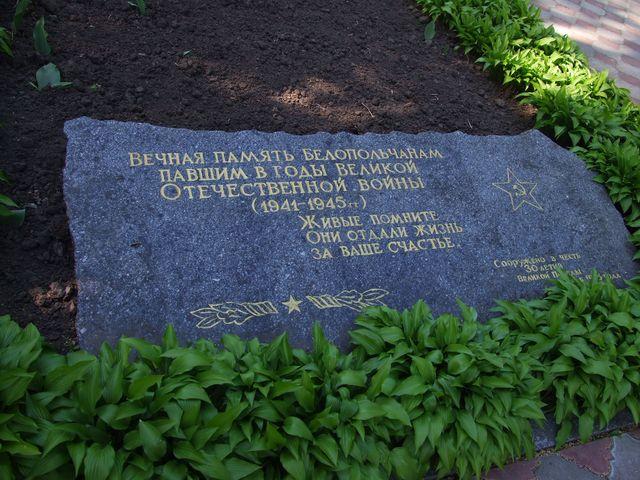 Вечная память Белопольчанам
павшим в годы Великой
Отечественной войны
(1941-1945гг)
Живые помните
Они отдали жизнь
за ваше счастье.
Сооружено в честь
30 летия
Великой